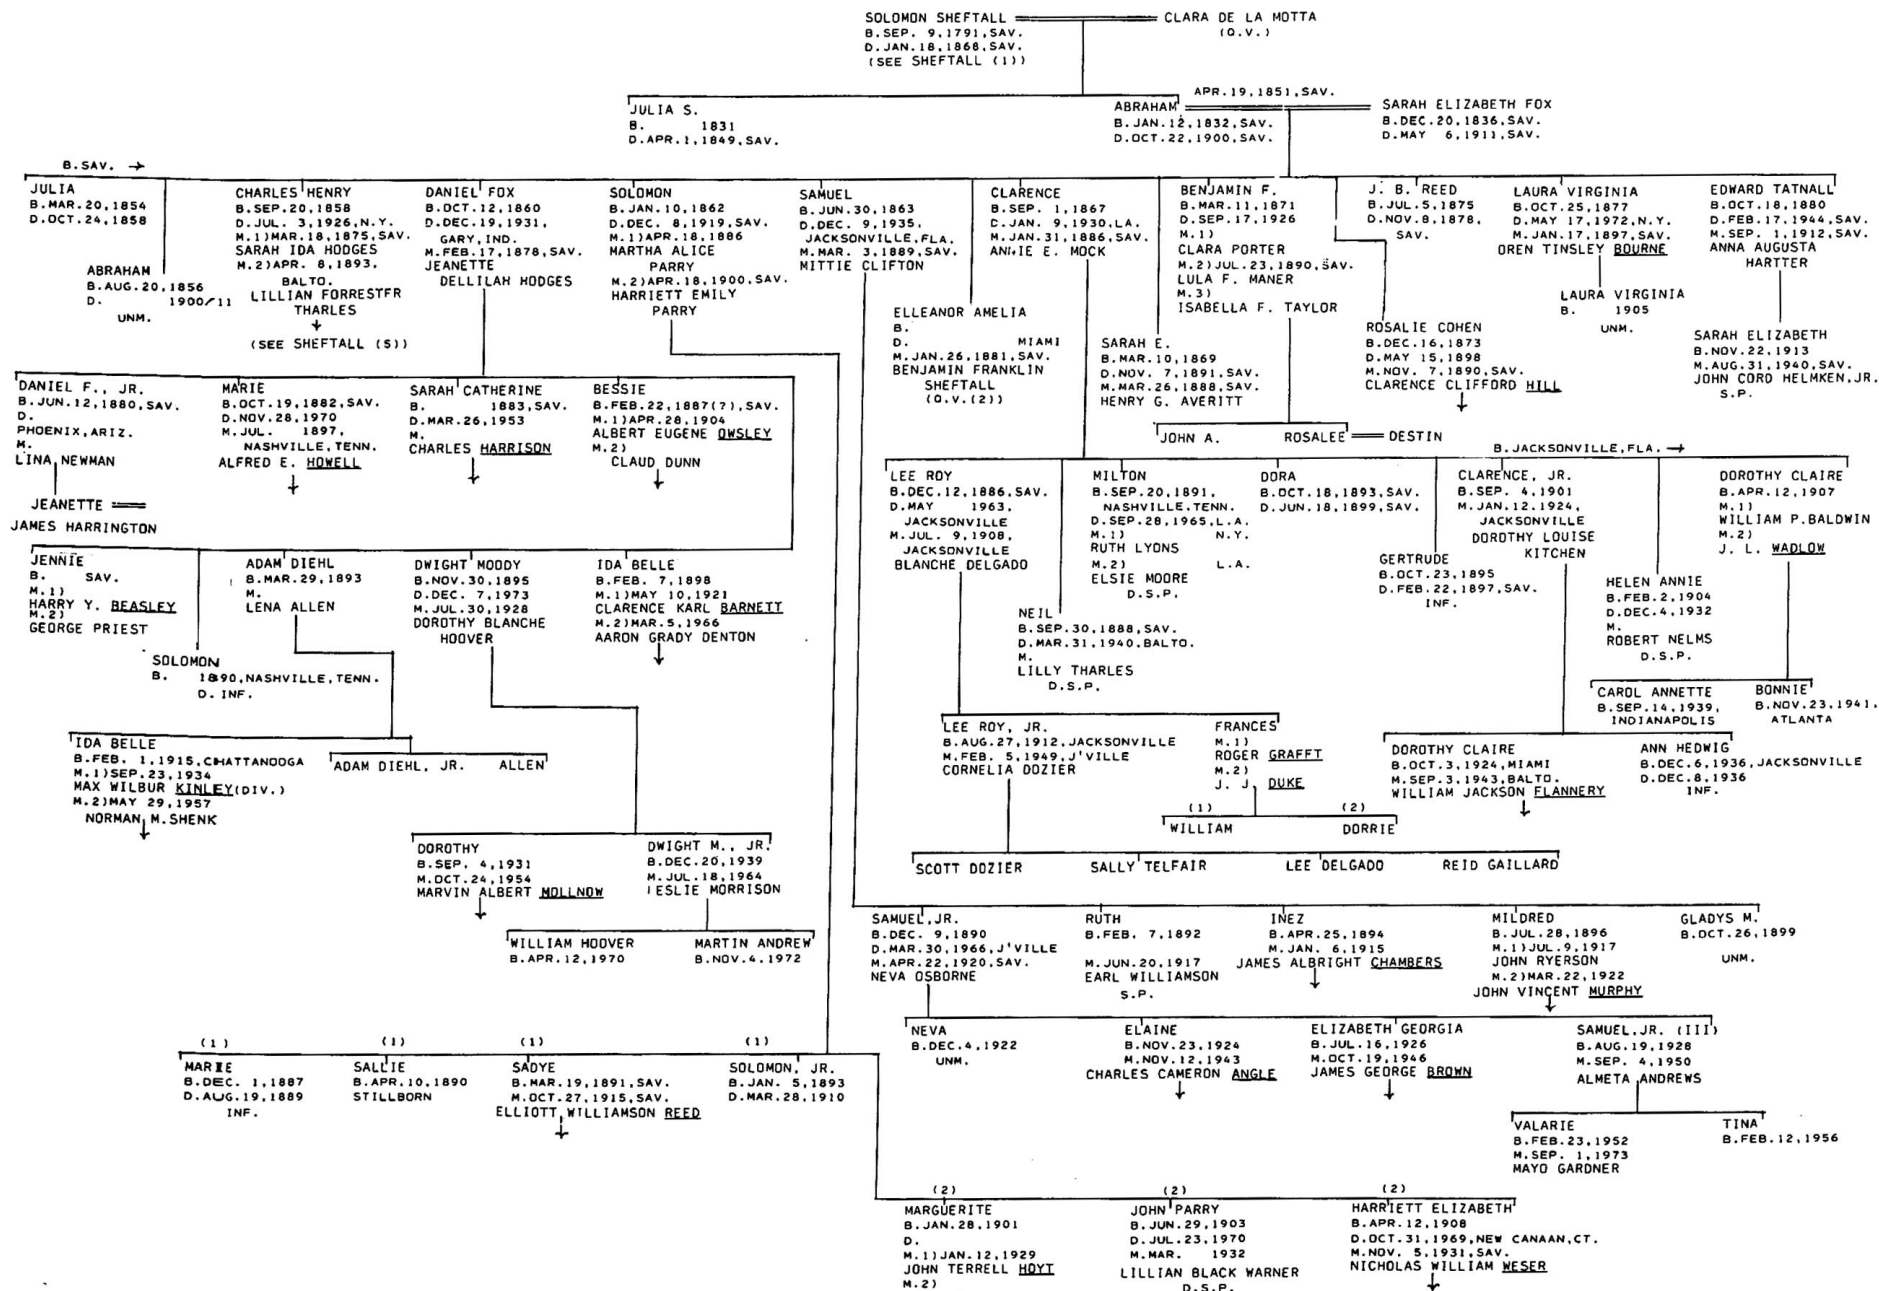 SOLOMON SHEFTALL
B.SEP. 9,1791,SAV.
D.JAN.18,1868,SAV.
(SEE SHEFTALL (1))
CLARA DE LA MOTTA
(Q.V.)
JULIA S.
B. 1831
D.APR.1,1849,SAV.
APR.19,1851,SAV.
ABRAHAM
B.JAN.12,1832,SAV.
D.OCT.22,1900,SAV.
SARAH ELIZABETH FOX
B.DEC.20,1836,SAV.
D.MAY 6,1911,SAV.
B.SAV. →
JULIA
B.MAR.20,1854
D.OCT.24,1858
ABRAHAM
B.AUG.20,1856
D. 1900/11
UNM.
CHARLES HENRY
B.SEP.20,1858
D.JUL. 3,1926,N.Y.
M.1)MAR.18,1875,SAV.
SARAH IDA HODGES
M.2)APR. 8,1893,
BALTO.
LILLIAN FORRESTFR
THARLES
(SEE SHEFTALL (5))
DANIEL FOX
B.OCT.12,1860
D.DEC.19,1931,
GARY,IND.
M.FEB.17,1878,SAV.
JEANETTE
DELLILAH HODGES
SOLOMON
B.JAN.10,1862
D.DEC. 8,1919,SAV.
M.1)APR.18,1886
MARTHA ALICE
PARRY
M.2)APR.18,1900,SAV.
HARRIETT EMILY
PARRY
SAMUEL
B.JUN.30,1863
D.DEC. 9,1935,
JACKSONVILLE,FLA.
M.MAR. 3,1889,SAV.
MITTIE CLIFTON
ELLEANOR AMELIA
B.
D. MIAMI
M.JAN.26,1881,SAV.
BENJAMIN FRANKLIN
SHEFTALL
(Q.V.(2))
CLARENCE
B.SEP. 1,1867
D.JAN. 9,1930,LA.
M.JAN.31,1886,SAV.
ANNIE E. MOCK
SARAH E.
B.MAR.10,1869
D.NOV. 7,1891,SAV.
M.MAR.26,1888,SAV.
HENRY G. AVERITT
BENJAMIN F.
B.MAR.11,1871
D.SEP.17,1926
M.1)
CLARA PORTER
M.2)JUL.23,1890,SAV.
LULA F. MANER
M.3)
ISABELLA F. TAYLOR
ROSALIE COHEN
B.DEC.16,1873
D.MAY 15,1898
M.NOV. 7,1890,SAV.
CLARENCE CLIFFORD HILL
J. B. REED
B.JUL.5,1875
D.NOV.8,1878,
SAV.
LAURA VIRGINIA
B.OCT.25,1877
D.MAY 17,1972,N.Y.
M.JAN.17,1897,SAV.
OREN TINSLEY BOURNE
LAURA VIRGINIA
B. 1905
UNM.
EDWARD TATNALL
B.OCT.18,1880
D.FEB.17,1944,SAV.
M.SEP. 1,1912,SAV.
ANNA AUGUSTA
HARTTER
SARAH ELIZABETH
B.NOV.22,1913
M.AUG.31,1940,SAV.
JOHN CORD HELMKEN,JR.
S.P.
DANIEL F., JR.
B.JUN.12,1880,SAV.
D.
PHOENIX,ARIZ.
M.
LINA NEWMAN
JEANETTE
JAMES HARRINGTON
MARIE
B.OCT.19,1882,SAV.
D.NOV.28,1970
M.JUL. 1897,
NASHVILLE,TENN.
ALFRED E. HOWELL
SARAH CATHERINE
B. 1883,SAV.
D.MAR.26,1953
M.
CHARLES HARRISON
BESSIE
B.FEB.22,1887(?),SAV.
M.1)APR.28,1904
ALBERT EUGENE OWSLEY
M.2)
CLAUD DUNN
JOHN A. ROSALEE DESTIN
B.JACKSONVILLE,FLA. →
LEE ROY
B.DEC.12,1886,SAV.
D.MAY 1963,
JACKSONVILLE
M.JUL. 9,1908,
JACKSONVILLE
BLANCHE DELGADO
NEIL
B.SEP.30,1888,SAV.
D.MAR.31,1940,BALTO.
M.
LILLY THARLES
D.S.P.
MILTON
B.SEP.20,1891,
NASHVILLE,TENN.
D.SEP.28,1965,L.A.
M.1) N.Y.
RUTH LYONS
M.2) L.A.
ELSIE MOORE
D.S.P.
DORA
B.OCT.18,1893,SAV.
D.JUN.18,1899,SAV.
GERTRUDE
B.OCT.23,1895
D.FEB.22,1897,SAV.
INF.
CLARENCE, JR.
B.SEP. 4,1901
M.JAN.12,1924,
JACKSONVILLE
DOROTHY LOUISE
KITCHEN
HELEN ANNIE
B.FEB.2,1904
D.DEC.4,1932
M.
ROBERT NELMS
D.S.P.
DOROTHY CLAIRE
B.APR.12,1907
M.1)
WILLIAM P.BALDWIN
M.2)
J. L. WADLOW
CAROL ANNETTE
B.SEP.14,1939,
INDIANAPOLIS
BONNIE
B.NOV.23,1941,
ATLANTA
JENNIE
B. SAV.
M.1)
HARRY Y. BEASLEY
M.2)
GEORGE PRIEST
SOLOMON
B. 1890,NASHVILLE,TENN.
D. INF.
ADAM DIEHL
B.MAR.29,1893
M.
LENA ALLEN
DWIGHT MOODY
B.NOV.30,1895
D.DEC. 7,1973
M.JUL.30,1928
DOROTHY BLANCHE
HOOVER
IDA BELLE
B.FEB. 7,1898
M.1)MAY 10,1921
CLARENCE KARL BARNETT
M.2)MAR.5,1966
AARON GRADY DENTON
IDA BELLE
B.FEB. 1,1915,CHATTANOOGA
M.1)SEP.23,1934
MAX WILBUR KINLEY(DIV.)
M.2)MAY 29,1957
NORMAN M.SHENK
ADAM DIEHL, JR. ALLEN
LEE ROY, JR.
B.AUG.27,1912,JACKSONVILLE
M.FEB. 5,1949,J'VILLE
CORNELIA DOZIER
FRANCES
M.1)
ROGER GRAFFT
M.2)
J. J. DUKE
(1) (2)
WILLIAM DORRIE
DOROTHY CLAIRE
B.OCT.3,1924,MIAMI
M.SEP.3,1943,BALTO.
WILLIAM JACKSON FLANNERY
ANN HEDWIG
B.DEC.6,1936,JACKSONVILLE
D.DEC.8,1936
INF.
DOROTHY
B.SEP. 4,1931
M.OCT.24,1954
MARVIN ALBERT MOLLNOW
DWIGHT M., JR.
B.DEC.20,1939
M.JUL.18,1964
LESLIE MORRISON
SCOTT DOZIER SALLY TELFAIR LEE DELGADO REID GAILLARD
WILLIAM HOOVER
B.APR.12,1970
MARTIN ANDREW
B.NOV.4,1972
SAMUEL,JR.
B.DEC. 9,1890
D.MAR.30,1966,J'VILLE
M.APR.22,1920,SAV.
NEVA OSBORNE
RUTH
B.FEB. 7,1892
M.JUN.20,1917
EARL WILLIAMSON
S.P.
INEZ
B.APR.25,1894
M.JAN. 6,1915
JAMES ALBRIGHT CHAMBERS
MILDRED
B.JUL.28,1896
M.1)JUL.9,1917
JOHN RYERSON
M.2)MAR.22,1922
JOHN VINCENT MURPHY
GLADYS M.
B.OCT.26,1899
UNM.
NEVA
B.DEC.4,1922
UNM.
ELAINE
B.NOV.23,1924
M.NOV.12,1943
CHARLES CAMERON ANGLE
ELIZABETH GEORGIA
B.JUL.16,1926
M.OCT.19,1946
JAMES GEORGE BROWN
SAMUEL,JR. (III)
B.AUG.19,1928
M.SEP. 4,1950
ALMETA ANDREWS
VALARIE
B.FEB.23,1952
M.SEP. 1,1973
MAYO GARDNER
TINA
B.FEB.12,1956
(1) (1) (1) (1)
MARIE
B.DEC. 1,1887
D.AUG.19,1889
INF.
SALLIE
B.APR.10,1890
STILLBORN
SADYE
B.MAR.19,1891,SAV.
M.OCT.27,1915,SAV.
ELLIOTT WILLIAMSON REED
SOLOMON, JR.
B.JAN. 5,1893
D.MAR.28,1910
(2) (2) (2)
MARGUERITE
B.JAN.28,1901
D.
M.1)JAN.12,1929
JOHN TERRELL HOYT
M.2)
JOHN PARRY
B.JUN.29,1903
D.JUL.23,1970
M.MAR. 1932
LILLIAN BLACK WARNER
D.S.P.
HARRIETT ELIZABETH
B.APR.12,1908
D.OCT.31,1969,NEW CANAAN,CT.
M.NOV. 5,1931,SAV.
NICHOLAS WILLIAM WESER